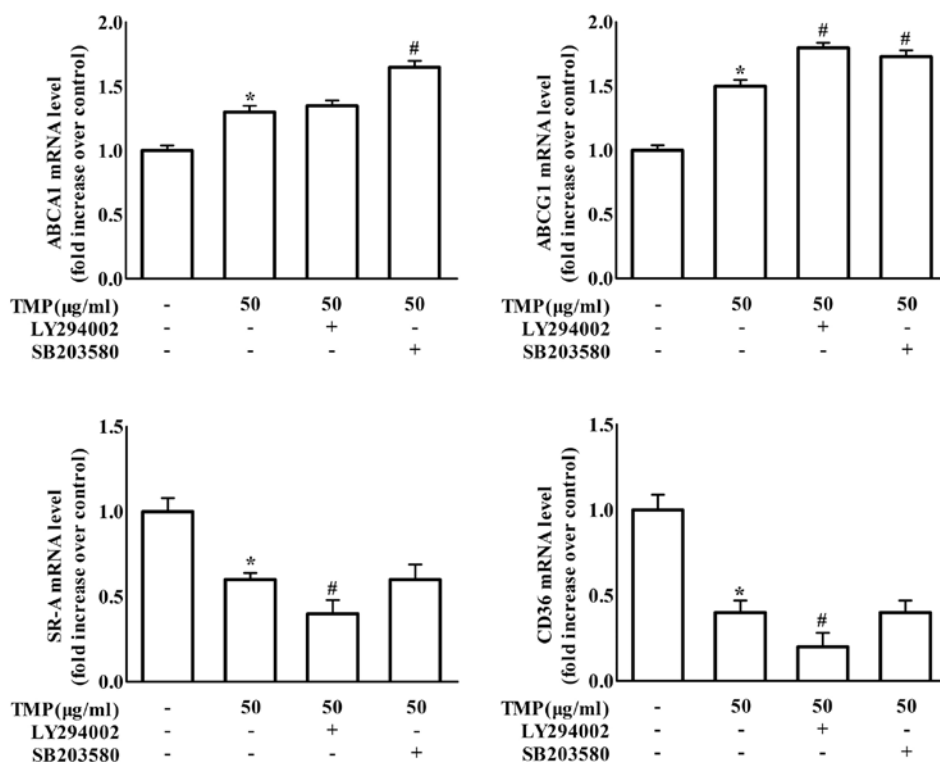 ABCA1 mRNA level
(fold increase over control)
2.0
1.5
1.0
0.5
0.0
*
#
TMP(μg/ml) - 50 50 50
LY294002 - - + -
SB203580 - - - +
ABCG1 mRNA level
(fold increase over control)
2.0
1.5
1.0
0.5
0.0
*
#
#
TMP(μg/ml) - 50 50 50
LY294002 - - + -
SB203580 - - - +
SR-A mRNA level
(fold increase over control)
1.5
1.0
0.5
0.0
*
#
TMP(μg/ml) - 50 50 50
LY294002 - - + -
SB203580 - - - +
CD36 mRNA level
(fold increase over control)
1.5
1.0
0.5
0.0
*
#
TMP(μg/ml) - 50 50 50
LY294002 - - + -
SB203580 - - - +